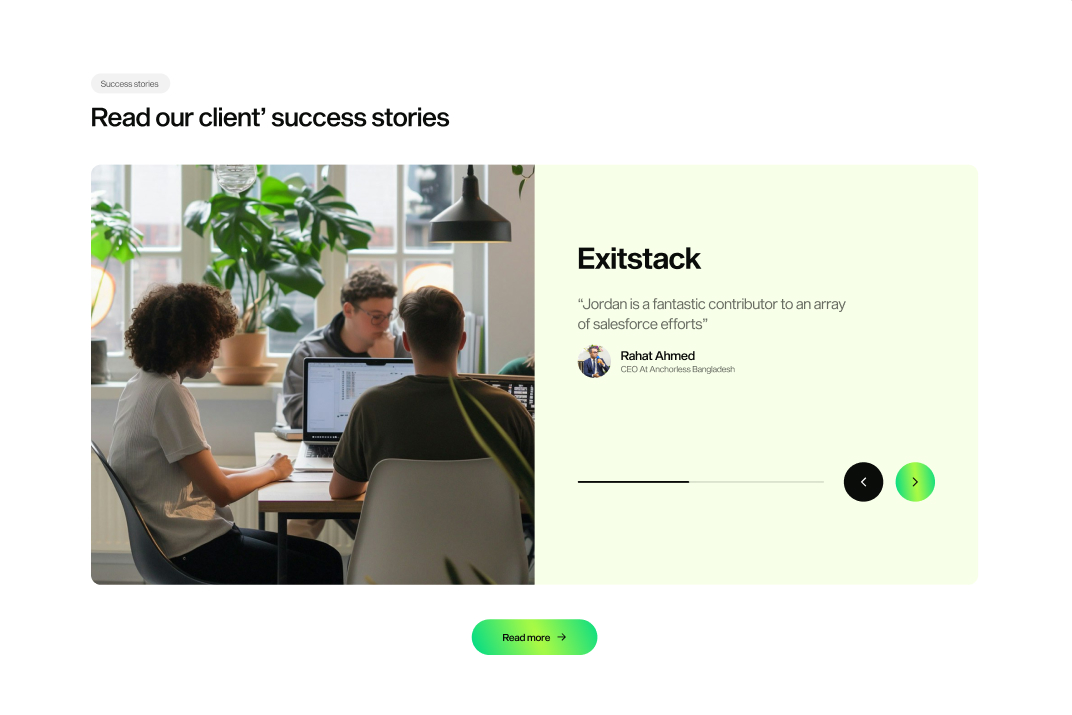 Success stories
Read our client’ success stories
Exitstack
“Jordan is a fantastic contributor to an array
of salesforce efforts”
Rahat Ahmed
CEO At Anchorless Bangladesh
Read more